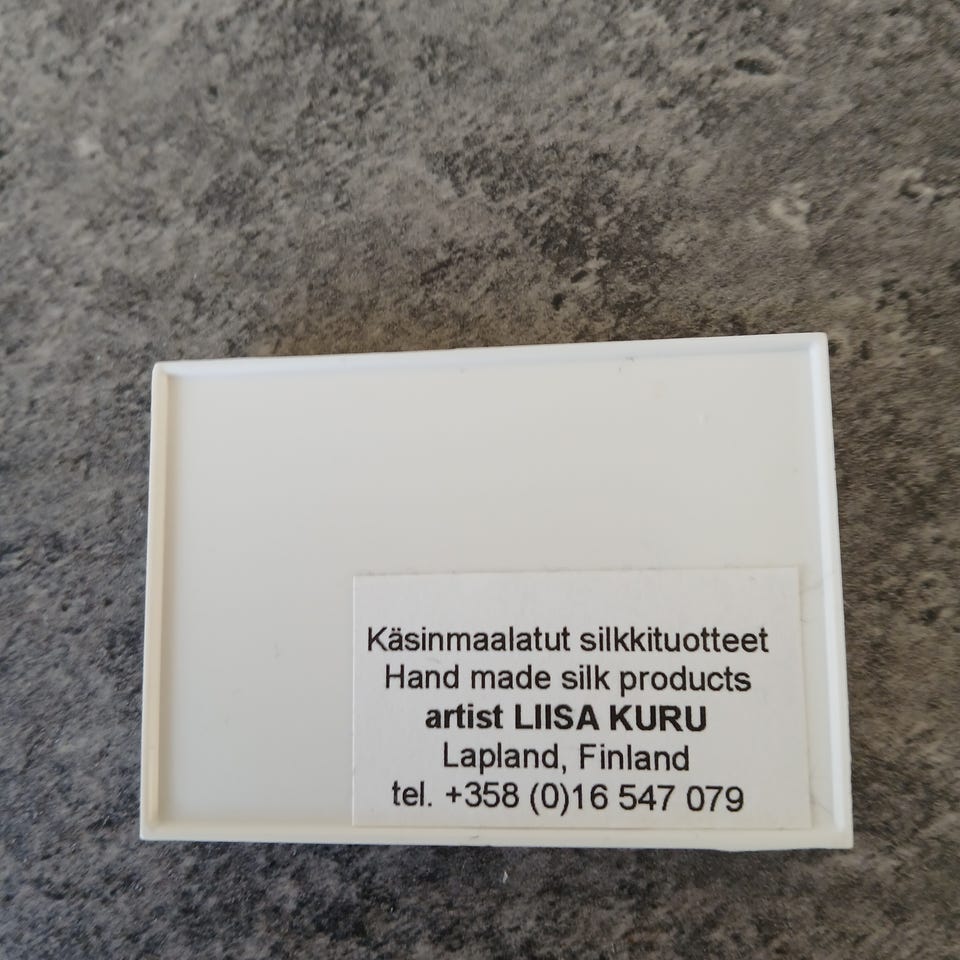 Käsinmaalatut silkkituotteet
Hand made silk products
artist LIISA KURU
Lapland, Finland
tel. +358 (0)16 547 079